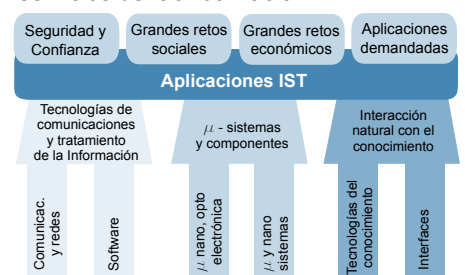 Seguridad y
Confianza
Grandes retos
sociales
Grandes retos
económicos
Aplicaciones
demandadas
Aplicaciones IST
Tecnologías de
comunicaciones
y tratamiento
de la Información
μ - sistemas
y componentes
Interacción
natural con el
conocimiento
Comunicac.
y redes
Software
μ nano, opto
electrónica
μ y nano
sistemas
Tecnologías del
conocimiento
Interfaces